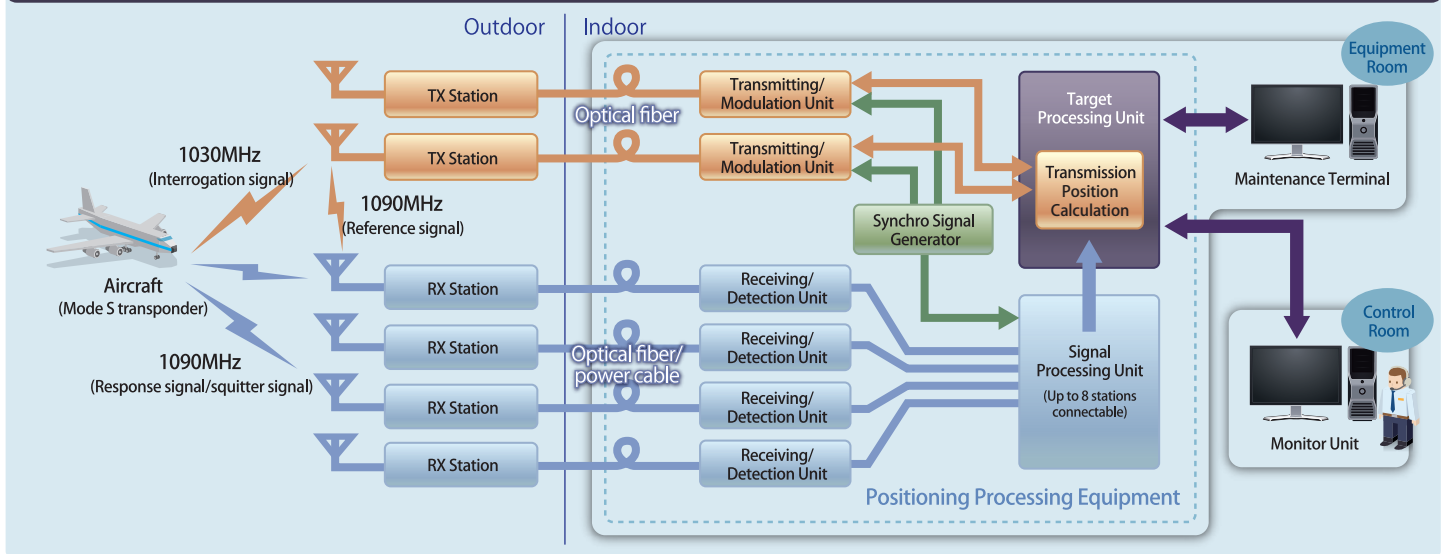 Outdoor
Indoor
Equipment
Room
TX Station
Optical fiber
Transmitting/
Modulation Unit
Target
Processing Unit
TX Station
Transmitting/
Modulation Unit
Transmission
Position
Calculation
Maintenance Terminal
1030MHz
(Interrogation signal)
1090MHz
(Reference signal)
Synchro Signal
Generator
Aircraft
(Mode S transponder)
RX Station
Receiving/
Detection Unit
Control
Room
RX Station
Optical fiber/
power cable
Receiving/
Detection Unit
Signal
Processing Unit
(Up to 8 stations
connectable)
1090MHz
(Response signal/squitter signal)
RX Station
Receiving/
Detection Unit
Monitor Unit
RX Station
Receiving/
Detection Unit
Positioning Processing Equipment